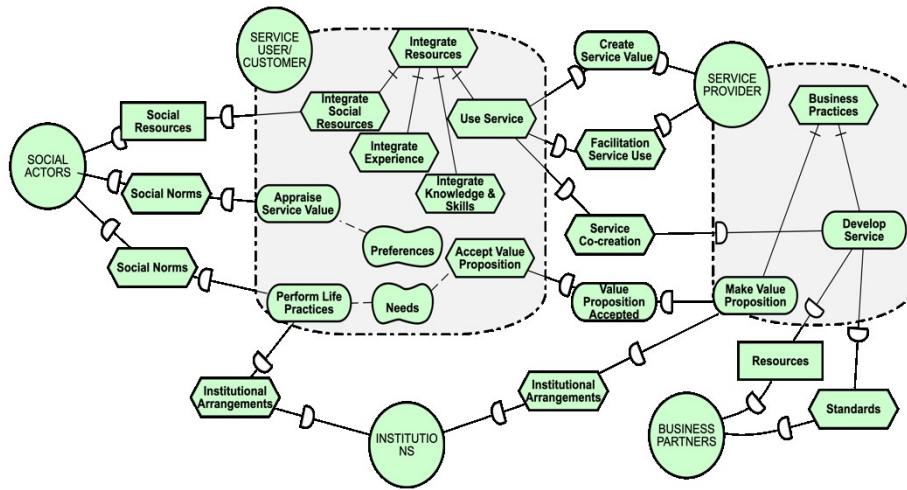 SERVICE
USER/
CUSTOMER
Integrate
Resources
Create
Service Value
SERVICE
PROVIDER
Business
Practices
Social
Resources
Integrate
Social
Resources
Use Service
Integrate
Experience
Facilitation
Service Use
SOCIAL
ACTORS
Social Norms
Appraise
Service Value
Integrate
Knowledge &
Skills
Service
Co-creation
Develop
Service
Preferences
Accept Value
Proposition
Social Norms
Perform Life
Practices
Needs
Value
Proposition
Accepted
Make Value
Proposition
Resources
Institutional
Arrangements
Institutional
Arrangements
Standards
INSTITUTIO
NS
BUSINESS
PARTNERS